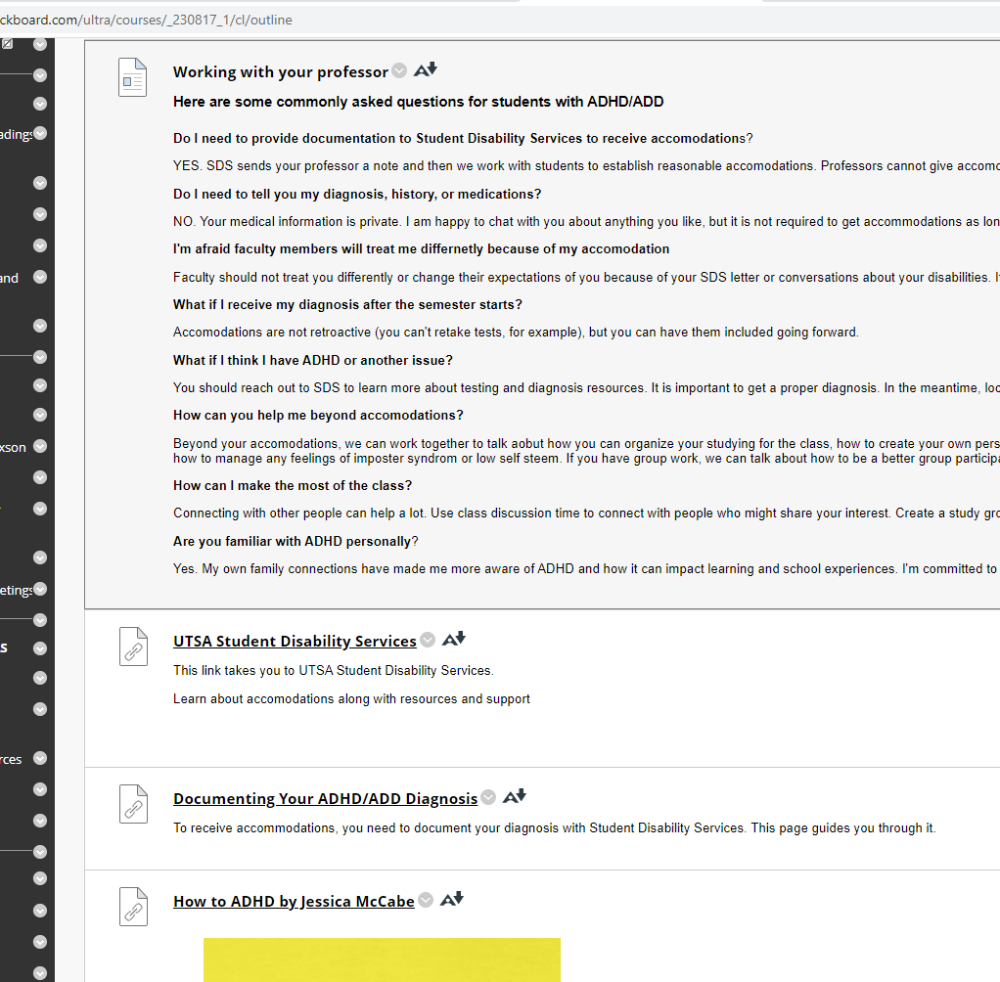 ckboard.com/ultra/courses/_230817_1/cl/outline
Working with your professor
Here are some commonly asked questions for students with ADHD/ADD
Do I need to provide documentation to Student Disability Services to receive accomodations?
YES. SDS sends your professor a note and then we work with students to establish reasonable accomodations. Professors cannot give accomo
adings
Do I need to tell you my diagnosis, history, or medications?
NO. Your medical information is private. I am happy to chat with you about anything you like, but it is not required to get accommodations as lon
I'm afraid faculty members will treat me differnetly because of my accomodation
and
Faculty should not treat you differently or change their expectations of you because of your SDS letter or conversations about your disabilities. I
What if I receive my diagnosis after the semester starts?
Accomodations are not retroactive (you can't retake tests, for example), but you can have them included going forward.
What if I think I have ADHD or another issue?
You should reach out to SDS to learn more about testing and diagnosis resources. It is important to get a proper diagnosis. In the meantime, loo
How can you help me beyond accomodations?
xson
Beyond your accomodations, we can work together to talk aobut how you can organize your studying for the class, how to create your own pers
how to manage any feelings of imposter syndrom or low self steem. If you have group work, we can talk about how to be a better group participa
How can I make the most of the class?
Connecting with other people can help a lot. Use class discussion time to connect with people who might share your interest. Create a study gro
Are you familiar with ADHD personally?
Yes. My own family connections have made me more aware of ADHD and how it can impact learning and school experiences. I'm committed to
etings
UTSA Student Disability Services
s
This link takes you to UTSA Student Disability Services.
Learn about accomodations along with resources and support
rces
Documenting Your ADHD/ADD Diagnosis
To receive accommodations, you need to document your diagnosis with Student Disability Services. This page guides you through it.
How to ADHD by Jessica McCabe